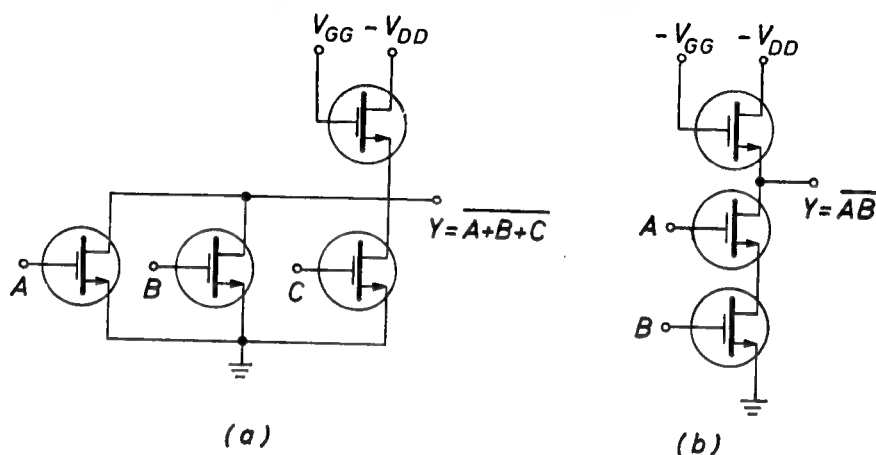 V_GG -V_DD
Y = \overline{A+B+C}
A
B
C
(a)
-V_GG -V_DD
A
Y = \overline{AB}
B
(b)